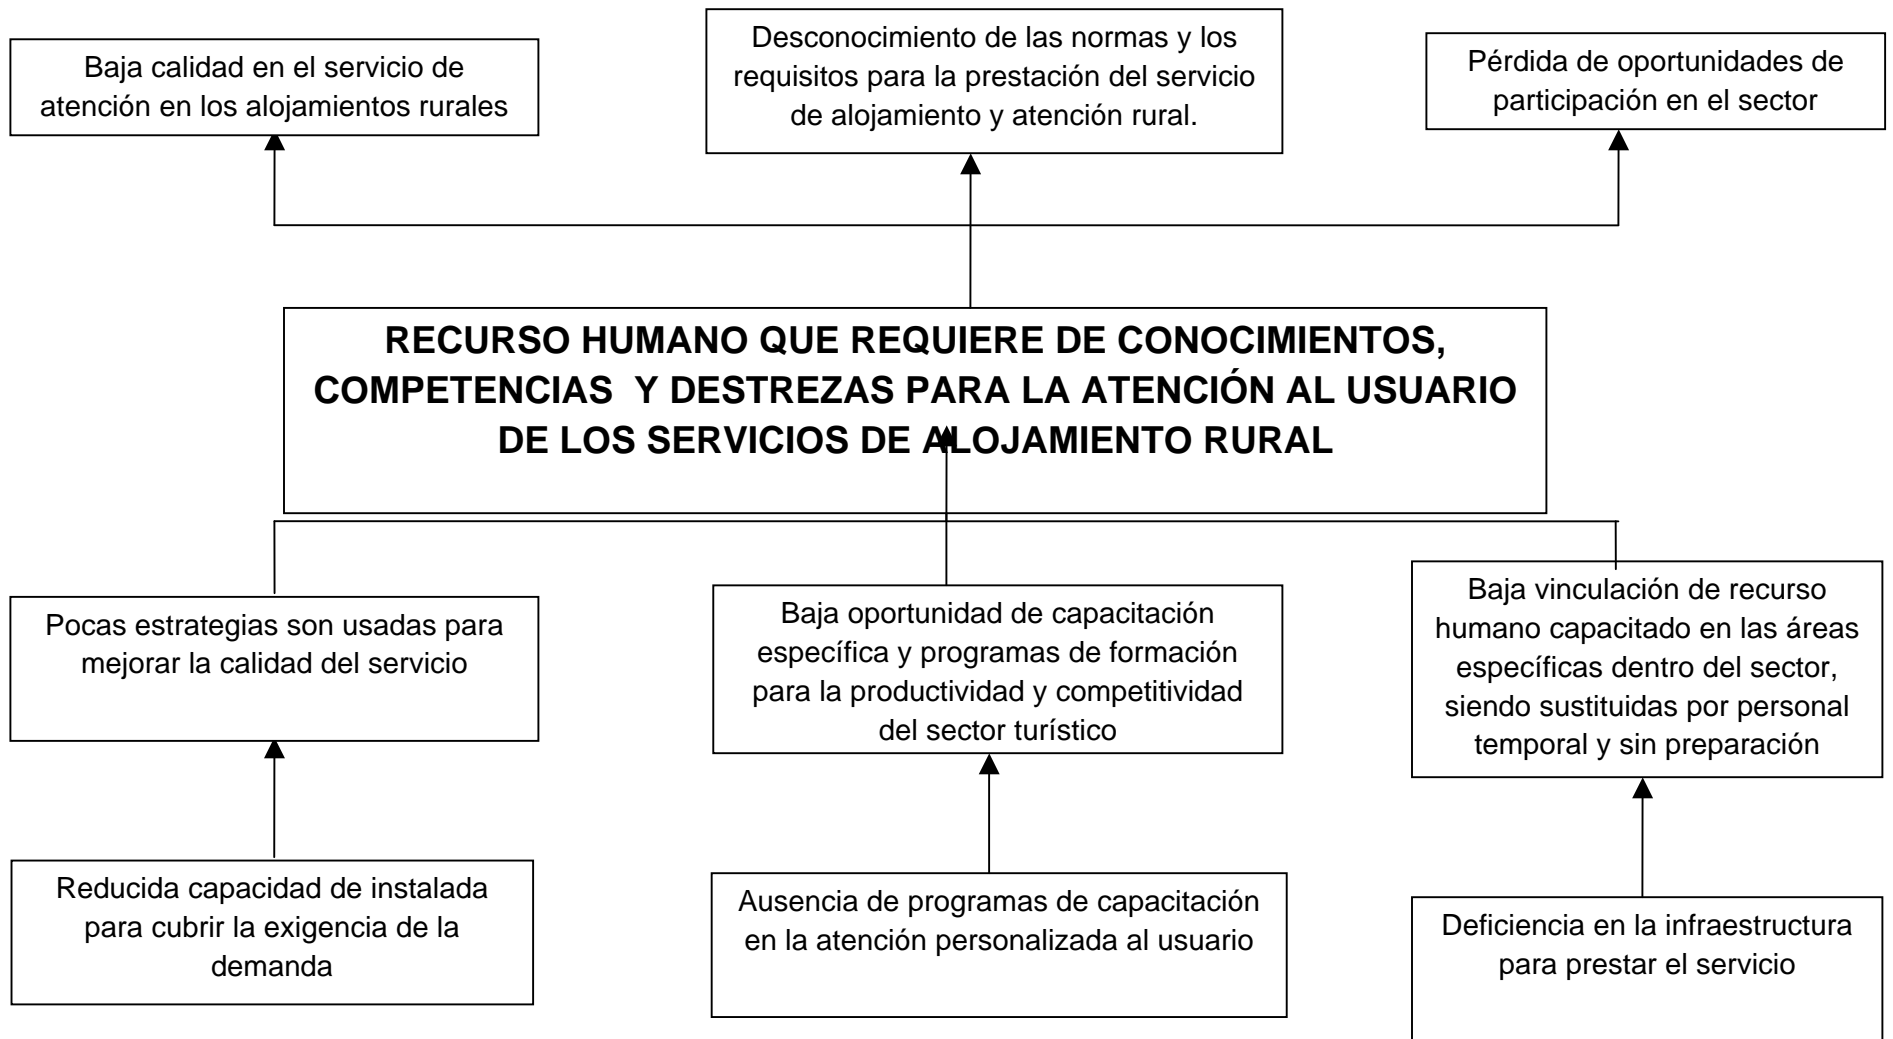 Baja calidad en el servicio de
atención en los alojamientos rurales
Desconocimiento de las normas y los
requisitos para la prestación del servicio
de alojamiento y atención rural.
Pérdida de oportunidades de
participación en el sector
RECURSO HUMANO QUE REQUIERE DE CONOCIMIENTOS,
COMPETENCIAS  Y DESTREZAS PARA LA ATENCIÓN AL USUARIO
DE LOS SERVICIOS DE ALOJAMIENTO RURAL
Pocas estrategias son usadas para
mejorar la calidad del servicio
Baja oportunidad de capacitación
específica y programas de formación
para la productividad y competitividad
del sector turístico
Baja vinculación de recurso
humano capacitado en las áreas
específicas dentro del sector,
siendo sustituidas por personal
temporal y sin preparación
Reducida capacidad de instalada
para cubrir la exigencia de la
demanda
Ausencia de programas de capacitación
en la atención personalizada al usuario
Deficiencia en la infraestructura
para prestar el servicio